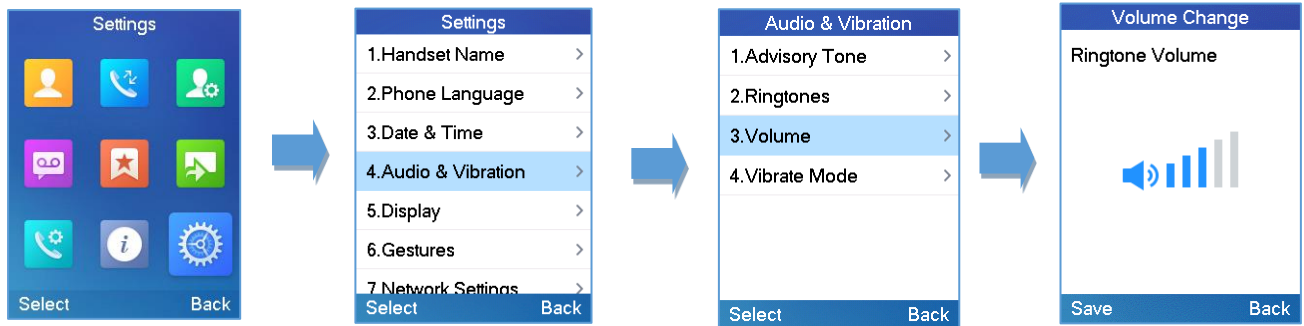 Settings
Select Back
Settings
1.Handset Name
2.Phone Language
3.Date & Time
4.Audio & Vibration
5.Display
6.Gestures
7.Network Settings
Select Back
Audio & Vibration
1.Advisory Tone
2.Ringtones
3.Volume
4.Vibrate Mode
Select Back
Volume Change
Ringtone Volume
Save Back